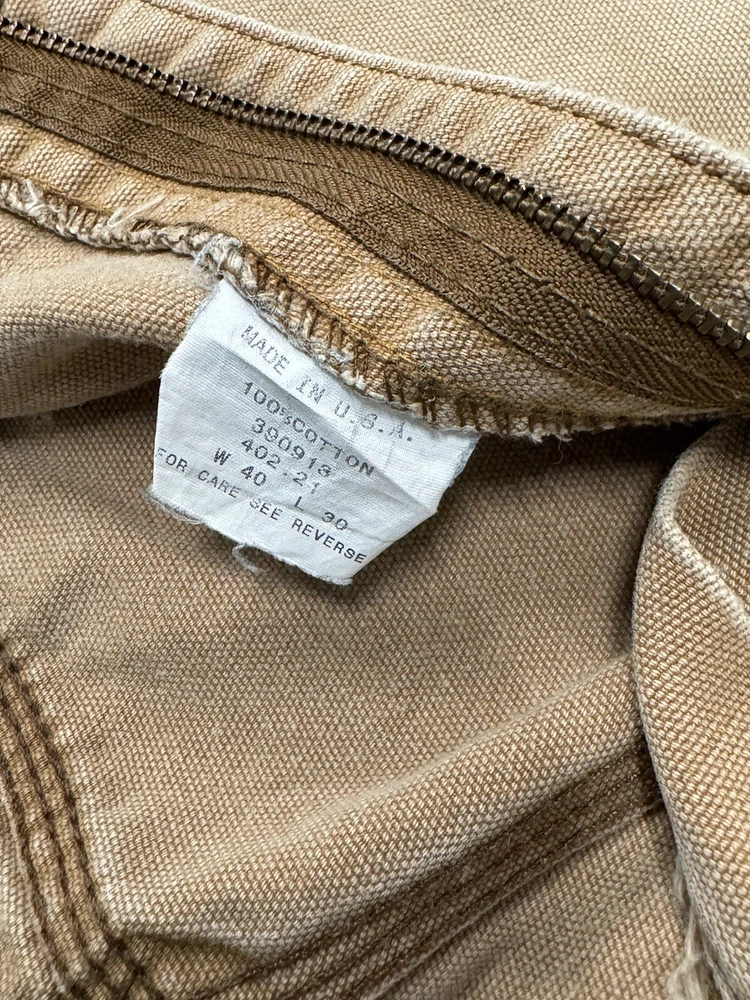 MADE IN U.S.A.
100%COTTON
390913
402-21
W 40 L 30
FOR CARE SEE REVERSE